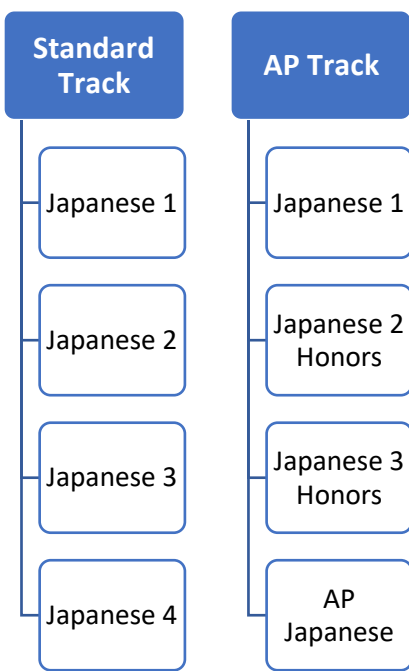 Standard
Track
Japanese 1
Japanese 2
Japanese 3
Japanese 4
AP Track
Japanese 1
Japanese 2
Honors
Japanese 3
Honors
AP
Japanese